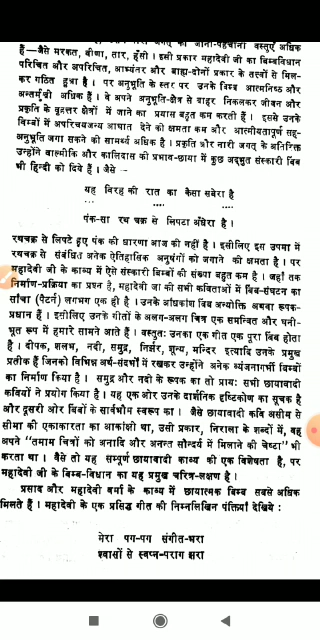 हैं—जैसे मरकत, वीणा, तार, हँसी। इसी प्रकार महादेवी जी का बिम्बविधान
परिचित और अपरिचित, आभ्यंतर और बाह्य-दोनों प्रकार के तत्त्वों से मिल-
कर गठित हुआ है। पर अनुभूति के स्तर पर उनके बिम्ब आत्मनिष्ठ और
अन्तर्मुखी अधिक हैं। वे अपने अनुभूति-क्षेत्र से बाहर निकलकर जीवन और
प्रकृति के वृहत्तर क्षेत्रों में जाने का प्रयास बहुत कम करती हैं। इससे उनके
बिम्बों में अपरिचयजन्य आघात देने की क्षमता कम और आत्मीयतापूर्ण सह-
अनुभूति जगा सकने की सामर्थ्य अधिक है। प्रकृति और नारी जगत् के अतिरिक्त
उन्होंने वाल्मीकि और कालिदास की प्रभाव-छाया में कुछ अद्भुत संस्कारी बिंब
भी हिन्दी को दिये हैं। जैसे—
यह विरह की रात का कैसा सबेरा है
.... .... ....
पंक-सा रथ चक्र से लिपटा अँधेरा है।
रथचक्र से लिपटे हुए पंक की धारणा आज की नहीं है। इसीलिए इस उपमा में
रथचक्र से संबंधित अनेक ऐतिहासिक अनुषंगों को जगाने की क्षमता है। पर
महादेवी जी के काव्य में ऐसे संस्कारी बिम्बों की संख्या बहुत कम है। जहाँ तक
निर्माण-प्रक्रिया का प्रश्न है, महादेवी जी की सभी कविताओं में बिंब-संघटन का
साँचा (पैटर्न) लगभग एक ही है। उनके अधिकांश बिंब अन्योक्ति अथवा रूपक-
प्रधान हैं। इसीलिए उनके गीतों के अलग-अलग चित्र एक समन्वित और घनी-
भूत रूप में हमारे सामने आते हैं। वस्तुतः उनका एक गीत एक पूरा बिंब होता
है। दीपक, शलभ, नदी, समुद्र, निर्झर, शून्य, मन्दिर इत्यादि उनके प्रमुख
प्रतीक हैं जिनको विभिन्न अर्थ-संदर्भों में रखकर उन्होंने अनेक व्यंजनागर्भी बिम्बों
का निर्माण किया है। समुद्र और नदी के रूपक का तो प्रायः सभी छायावादी
कवियों ने प्रयोग किया है। यह एक ओर उनके दार्शनिक दृष्टिकोण का सूचक है
और दूसरी ओर बिंबों के सार्वभौम स्वरूप का। जैसे छायावादी कवि असीम से
सीमा की एकाकारता का आकांक्षी था, उसी प्रकार, निराला के शब्दों में, वह
अपने "तमाम चित्रों को अनादि और अनन्त सौन्दर्य में मिलाने की चेष्टा" भी
करता था। वैसे तो यह सम्पूर्ण छायावादी काव्य की एक विशेषता है, पर
महादेवी जी के बिम्ब-विधान का यह प्रमुख चरित्र-लक्षण है।
प्रसाद और महादेवी वर्मा के काव्य में छायात्मक बिम्ब सबसे अधिक
मिलते हैं। महादेवी के एक प्रसिद्ध गीत की निम्नलिखित पंक्तियाँ देखिये:
मेरा पग-पग संगीत-भरा
श्वासों से स्वप्न-पराग झरा